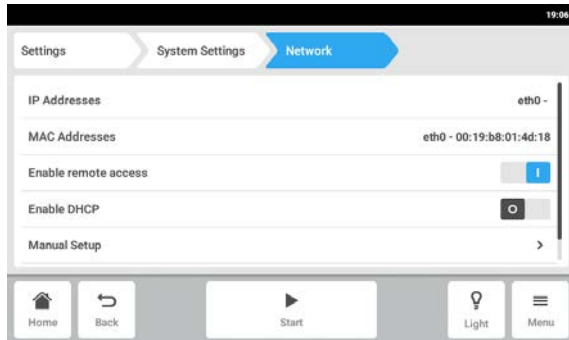 19:06
Settings System Settings Network
IP Addresses eth0 -
MAC Addresses eth0 - 00:19:b8:01:4d:18
Enable remote access I
Enable DHCP O
Manual Setup >
Home Back Start Light Menu